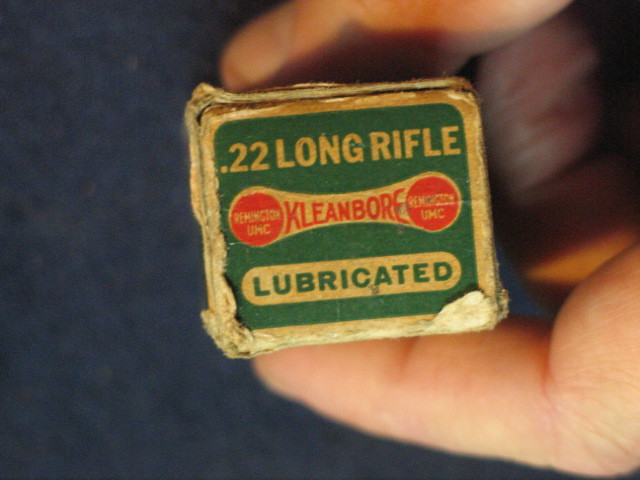 .22 LONG RIFLE
REMINGTON
UMC
KLEANBORE
REMINGTON
UMC
LUBRICATED